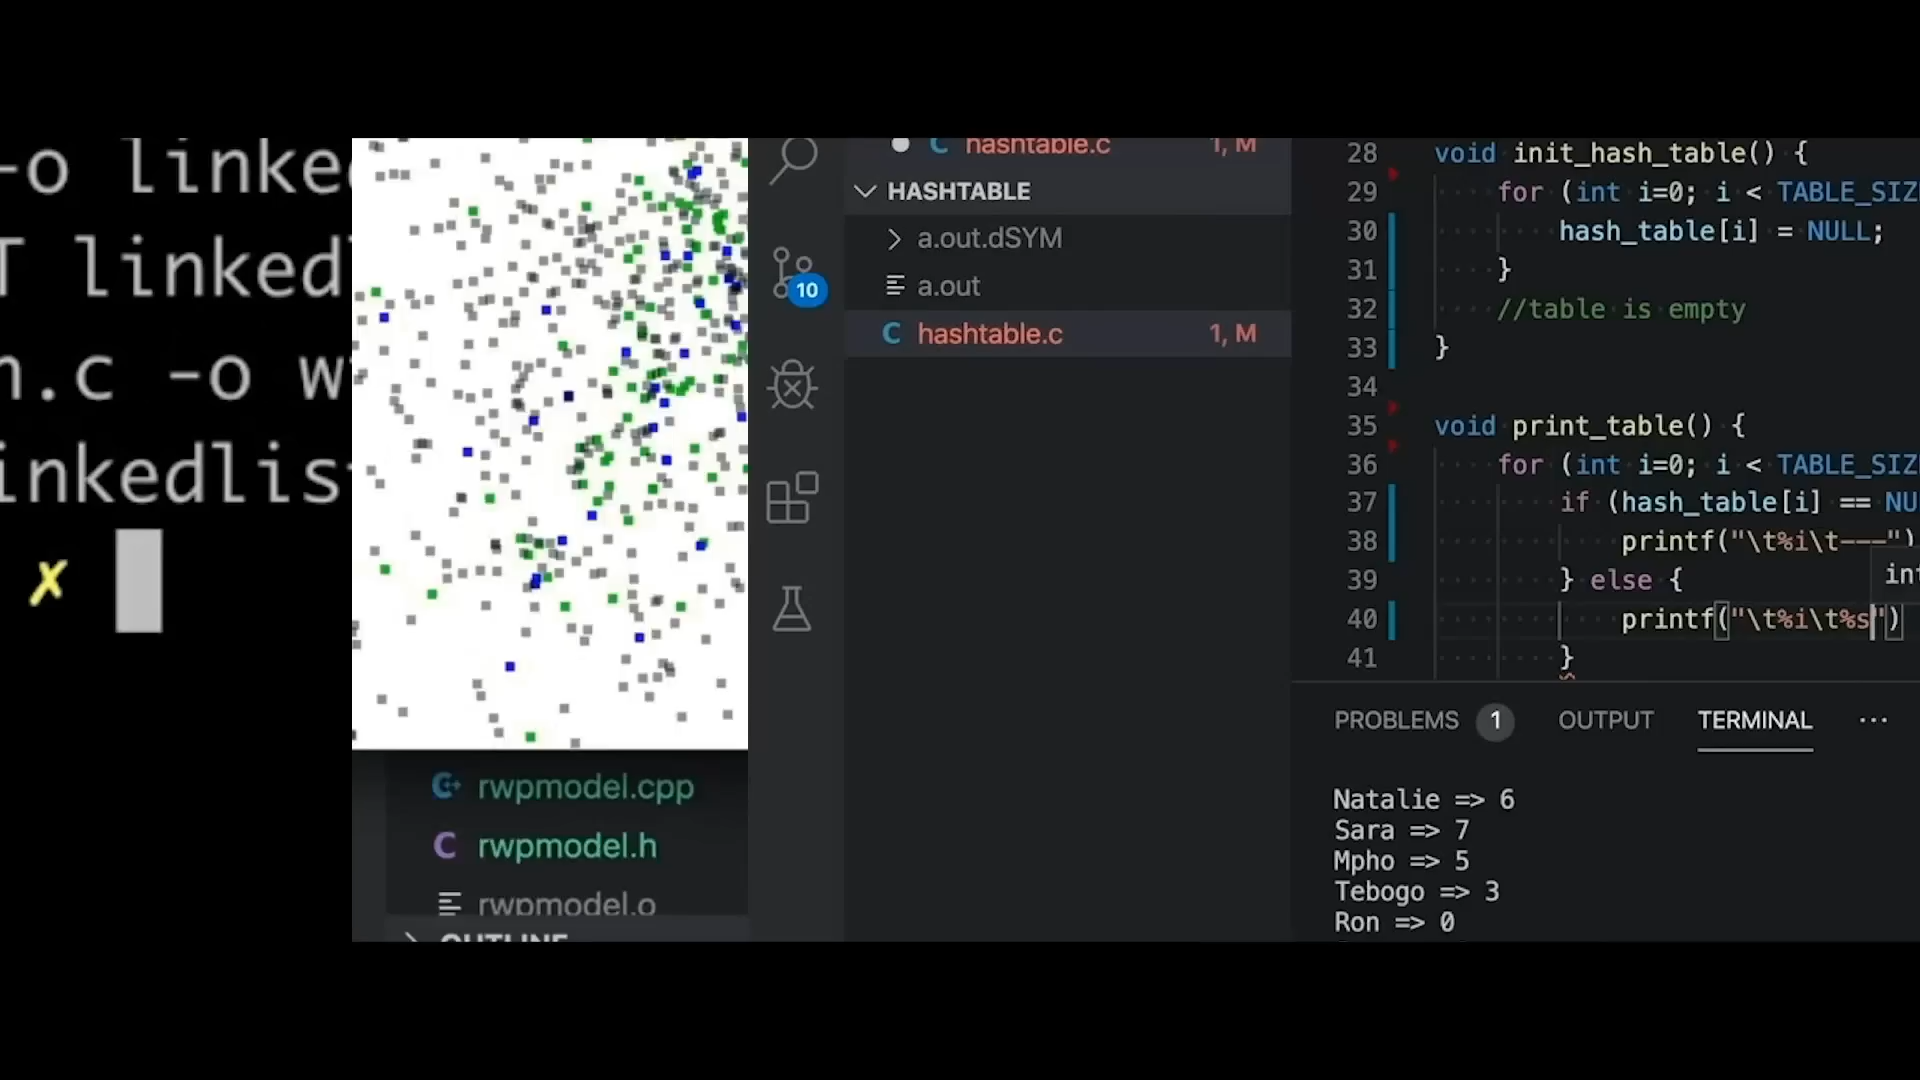 -o linke
T linked
.c -o w
inkedlis
✗
rwpmodel.cpp
rwpmodel.h
rwpmodel.o
OUTLINE
10
hashtable.c 1, M
HASHTABLE
a.out.dSYM
a.out
hashtable.c 1, M
28 void init_hash_table() {
29 for (int i=0; i < TABLE_SIZ
30 hash_table[i] = NULL;
31 }
32 //table is empty
33 }
34
35 void print_table() {
36 for (int i=0; i < TABLE_SIZ
37 if (hash_table[i] == NU
38 printf("\t%i\t---")
39 } else {
int
40 printf("\t%i\t%s")
41 }
PROBLEMS 1 OUTPUT TERMINAL ···
Natalie => 6
Sara => 7
Mpho => 5
Tebogo => 3
Ron => 0